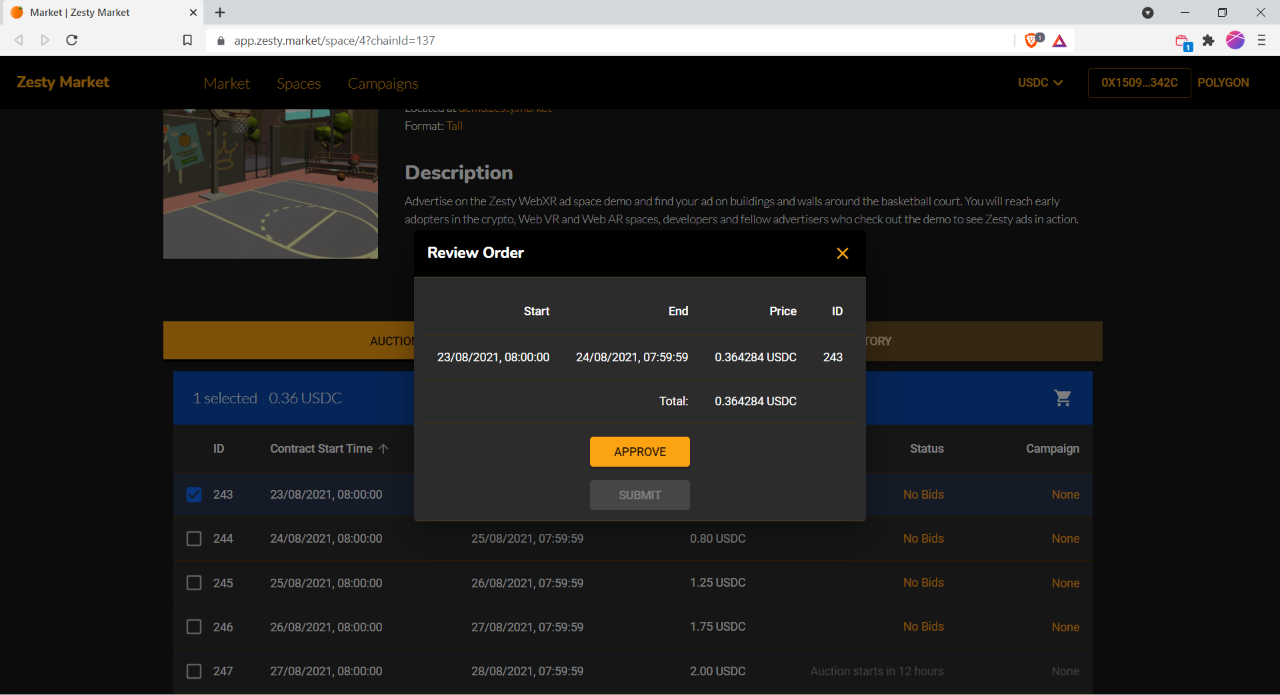 Market | Zesty Market
app.zesty.market/space/4?chainId=137
1
1
Zesty Market
Market
Spaces
Campaigns
USDC
0X1509...342C
POLYGON
Located at demo.zesty.market
Format: Tall
Description
Advertise on the Zesty WebXR ad space demo and find your ad on buildings and walls around the basketball court. You will reach early
adopters in the crypto, Web VR and Web AR spaces, developers and fellow advertisers who check out the demo to see Zesty ads in action.
Review Order
Start End Price ID
23/08/2021, 08:00:00 24/08/2021, 07:59:59 0.364284 USDC 243
Total: 0.364284 USDC
APPROVE
SUBMIT
AUCTION
TORY
1 selected 0.36 USDC
ID Contract Start Time Status Campaign
243 23/08/2021, 08:00:00 No Bids None
244 24/08/2021, 08:00:00 25/08/2021, 07:59:59 0.80 USDC No Bids None
245 25/08/2021, 08:00:00 26/08/2021, 07:59:59 1.25 USDC No Bids None
246 26/08/2021, 08:00:00 27/08/2021, 07:59:59 1.75 USDC No Bids None
247 27/08/2021, 08:00:00 28/08/2021, 07:59:59 2.00 USDC Auction starts in 12 hours None